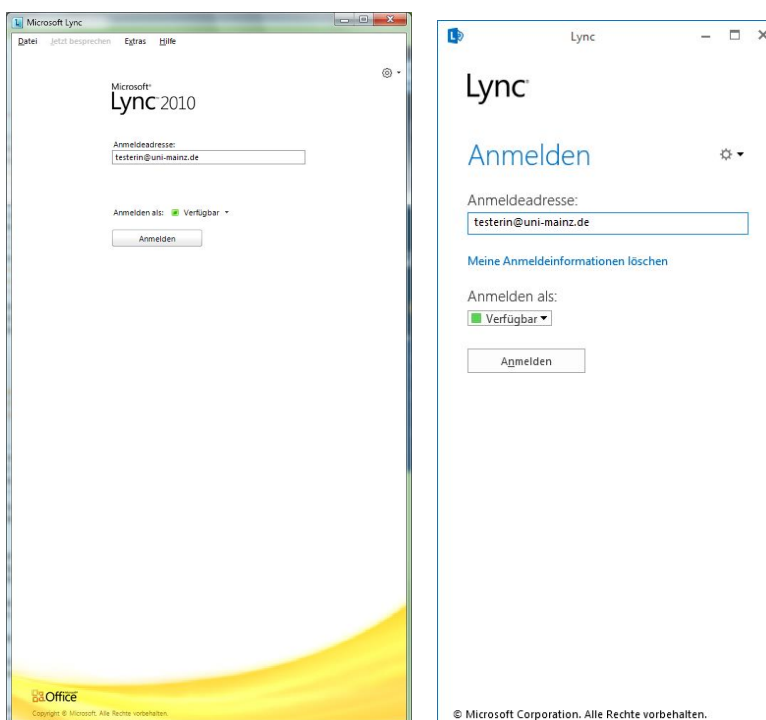 Microsoft Lync
Datei Jetzt besprechen Extras Hilfe
Microsoft®
Lync 2010
Anmeldeadresse:
testerin@uni-mainz.de
Anmelden als: Verfügbar
Anmelden
Office
Copyright © Microsoft. Alle Rechte vorbehalten.
Lync
Lync
Anmelden
Anmeldeadresse:
testerin@uni-mainz.de
Meine Anmeldeinformationen löschen
Anmelden als:
Verfügbar
Anmelden
© Microsoft Corporation. Alle Rechte vorbehalten.